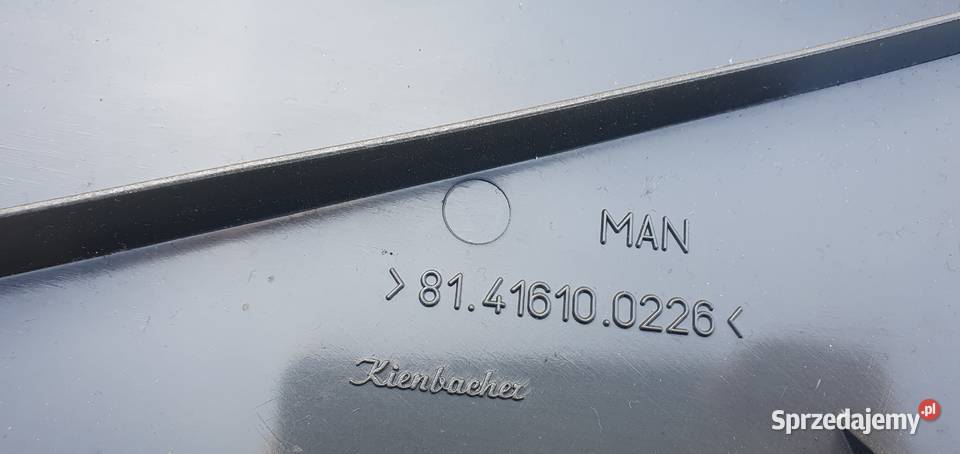 MAN
>81.41610.0226<
Kienbacher
Sprzedajemy.pl